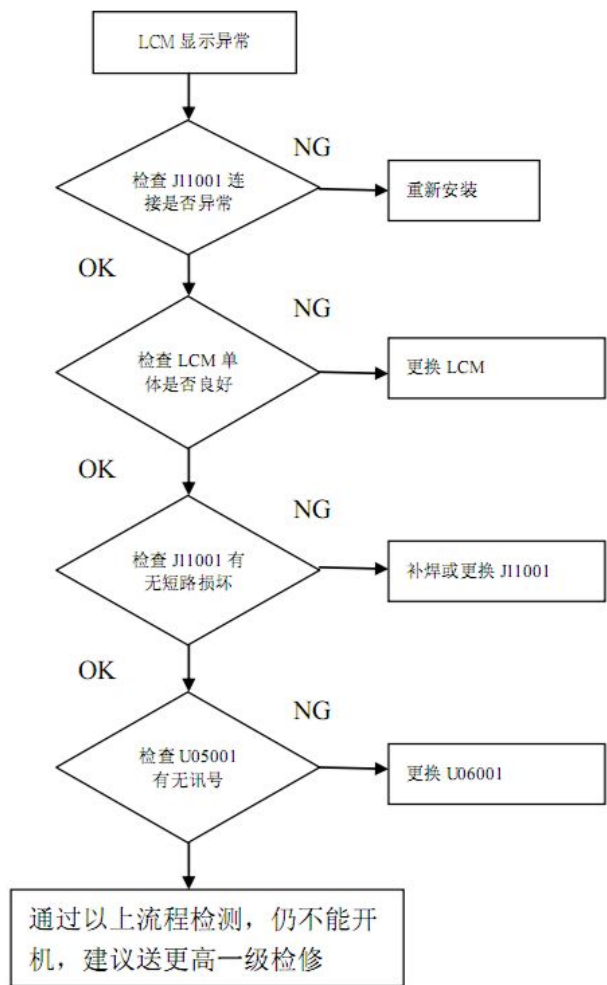 LCM 显示异常
NG
检查 J11001 连
接是否异常
重新安装
OK
NG
检查 LCM 单
体是否良好
更换 LCM
OK
NG
检查 J11001 有
无短路损坏
补焊或更换 J11001
OK
NG
检查 U05001
有无讯号
更换 U06001
通过以上流程检测，仍不能开
机，建议送更高一级检修